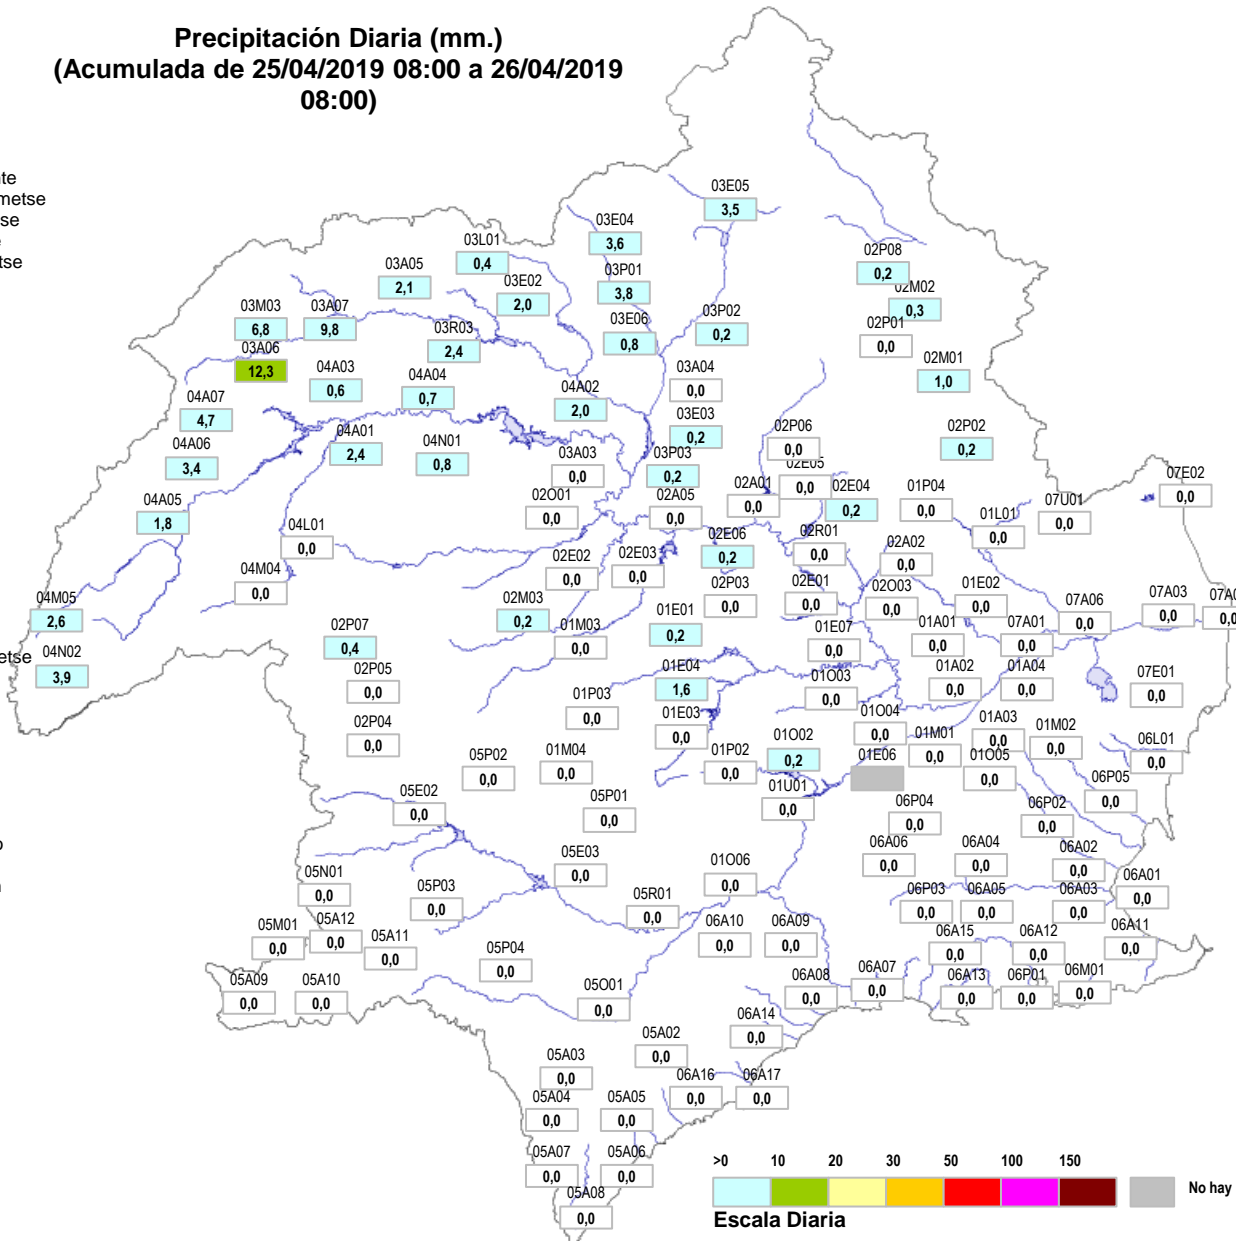 Precipitación Diaria (mm.)
(Acumulada de 25/04/2019 08:00 a 26/04/2019
08:00)
03E05
3,5
03E04
3,6
03L01
0,4
02P08
0,2
03A05
2,1
03E02
2,0
03P01
3,8
02M02
0,3
03M03
6,8
03A07
9,8
03R03
2,4
03E06
0,8
03P02
0,2
02P01
0,0
03A06
12,3
04A03
0,6
04A04
0,7
04A02
2,0
03A04
0,0
02M01
1,0
04A07
4,7
03E03
0,2
04A06
3,4
04A01
2,4
04N01
0,8
03A03
0,0
03P03
0,2
02P06
0,0
02P02
0,2
02E05
0,0
07E02
0,0
04A05
1,8
02O01
0,0
02A05
0,0
02A01
0,0
02E04
0,2
01P04
0,0
01L01
0,0
07U01
0,0
04L01
0,0
02E06
0,2
02R01
0,0
02A02
0,0
04M04
0,0
02E02
0,0
02E03
0,0
02P03
0,0
02E01
0,0
02O03
0,0
01E02
0,0
04M05
2,6
02M03
0,2
01E01
0,2
07A06
0,0
07A03
0,0
02P07
0,4
01M03
0,0
01E07
0,0
01A01
0,0
07A01
0,0
etse
04N02
3,9
02P05
0,0
01E04
1,6
01O03
0,0
01A02
0,0
01A04
0,0
07E01
0,0
01P03
0,0
02P04
0,0
01E03
0,0
01O04
0,0
01M01
0,0
01A03
0,0
01M02
0,0
06L01
0,0
05P02
0,0
01M04
0,0
01P02
0,0
01O02
0,2
01E06
01O05
0,0
05E02
0,0
05P01
0,0
01U01
0,0
06P04
0,0
06P02
0,0
06P05
0,0
05E03
0,0
01O06
0,0
06A06
0,0
06A04
0,0
06A02
0,0
05N01
0,0
05P03
0,0
05R01
0,0
06P03
0,0
06A05
0,0
06A03
0,0
06A01
0,0
05M01
0,0
05A12
0,0
05A11
0,0
06A10
0,0
06A09
0,0
06A15
0,0
06A12
0,0
06A11
0,0
05P04
0,0
05A09
0,0
05A10
0,0
05O01
0,0
06A08
0,0
06A07
0,0
06A13
0,0
06P01
0,0
06M01
0,0
06A14
0,0
05A02
0,0
05A03
0,0
06A16
0,0
06A17
0,0
05A04
0,0
05A05
0,0
05A07
0,0
05A06
0,0
05A08
0,0
>0 10 20 30 50 100 150
No hay
Escala Diaria